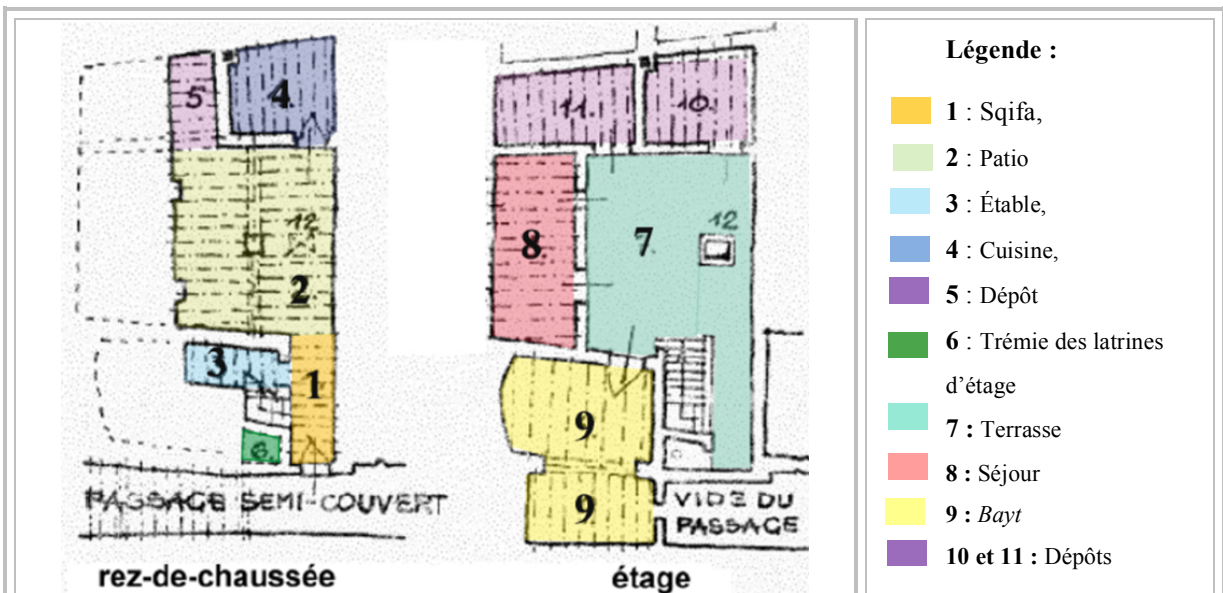 5
4.
12
2
3
1
6.
PASSAGE SEMI-COUVERT
rez-de-chaussée
11.
10.
8
7
12
9
9
VIDE DU
PASSAGE
étage
Légende :
1 : Sqifa,
2 : Patio
3 : Étable,
4 : Cuisine,
5 : Dépôt
6 : Trémie des latrines
d'étage
7 : Terrasse
8 : Séjour
9 : Bayt
10 et 11 : Dépôts